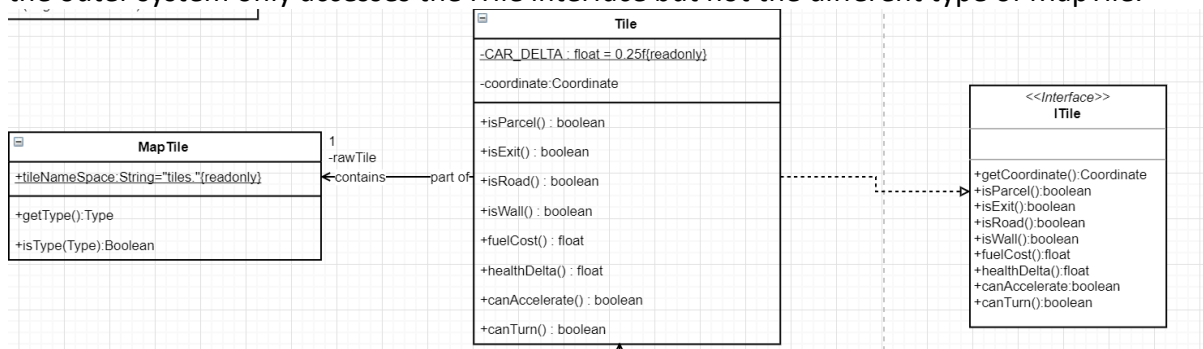 the outer system only accesses the ITile interface but not the different type of MapTile.
Tile
-CAR_DELTA : float = 0.25f{readonly}
-coordinate:Coordinate
+isParcel() : boolean
+isExit() : boolean
+isRoad() : boolean
+isWall() : boolean
+fuelCost() : float
+healthDelta() : float
+canAccelerate() : boolean
+canTurn() : boolean
MapTile
+tileNameSpace:String="tiles."{readonly}
+getType():Type
+isType(Type):Boolean
1
-rawTile
contains
part of
<<Interface>>
ITile
+getCoordinate():Coordinate
+isParcel():boolean
+isExit():boolean
+isRoad():boolean
+isWall():boolean
+fuelCost():float
+healthDelta():float
+canAccelerate:boolean
+canTurn():boolean